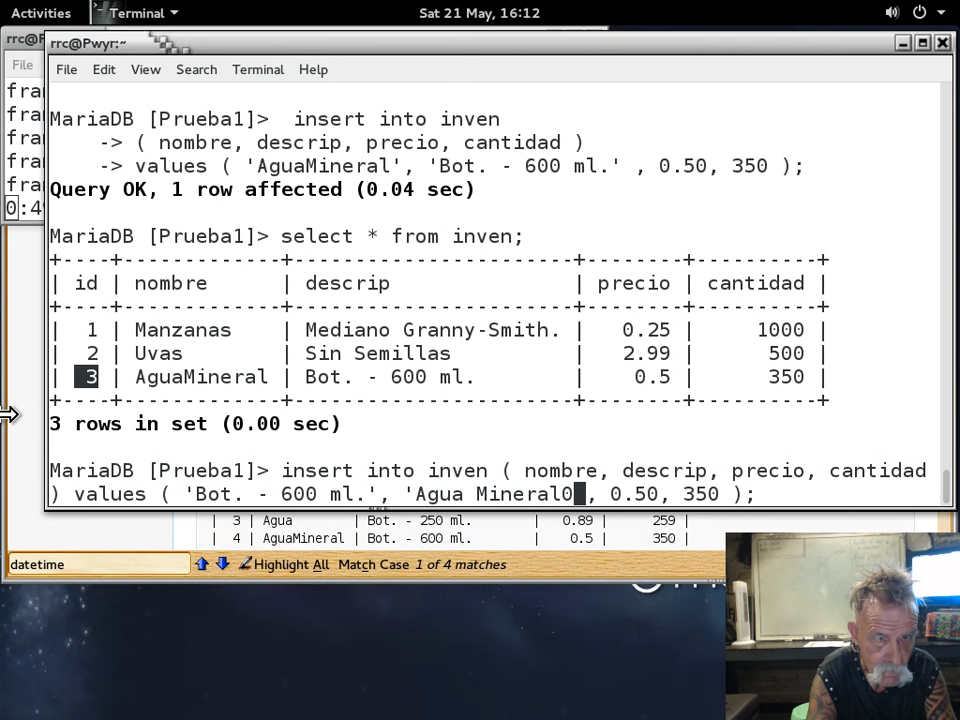 Activities Terminal Sat 21 May, 16:12
rrc@P rrc@Pwyr:~
File File Edit View Search Terminal Help
MariaDB [Prueba1]>  insert into inven
    -> ( nombre, descrip, precio, cantidad )
    -> values ( 'AguaMineral', 'Bot. - 600 ml.' , 0.50, 350 );
Query OK, 1 row affected (0.04 sec)
MariaDB [Prueba1]> select * from inven;
+----+-------------+-----------------------+--------+----------+
| id | nombre      | descrip               | precio | cantidad |
+----+-------------+-----------------------+--------+----------+
|  1 | Manzanas    | Mediano Granny-Smith. |   0.25 |     1000 |
|  2 | Uvas        | Sin Semillas          |   2.99 |      500 |
|  3 | AguaMineral | Bot. - 600 ml.        |    0.5 |      350 |
+----+-------------+-----------------------+--------+----------+
3 rows in set (0.00 sec)
MariaDB [Prueba1]> insert into inven ( nombre, descrip, precio, cantidad
) values ( 'Bot. - 600 ml.', 'Agua Mineral0 , 0.50, 350 );
| 3 | Agua | Bot. - 250 ml. | 0.89 | 259 |
| 4 | AguaMineral | Bot. - 600 ml. | 0.5 | 350 |
datetime Highlight All Match Case 1 of 4 matches